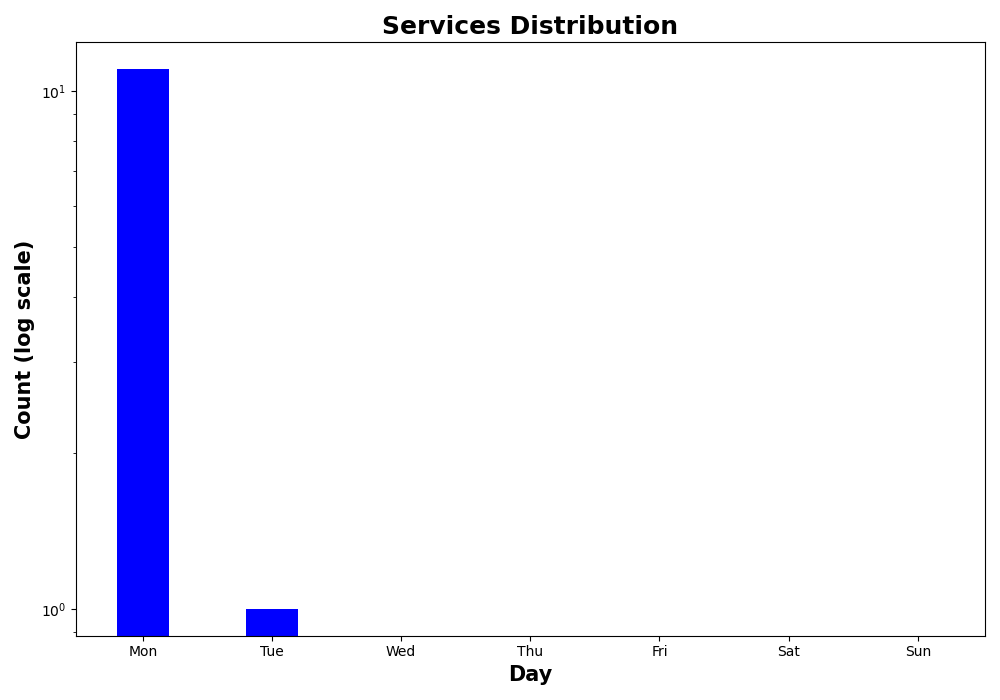 Services Distribution
Count (log scale)
10¹
10⁰
Mon Tue Wed Thu Fri Sat Sun
Day